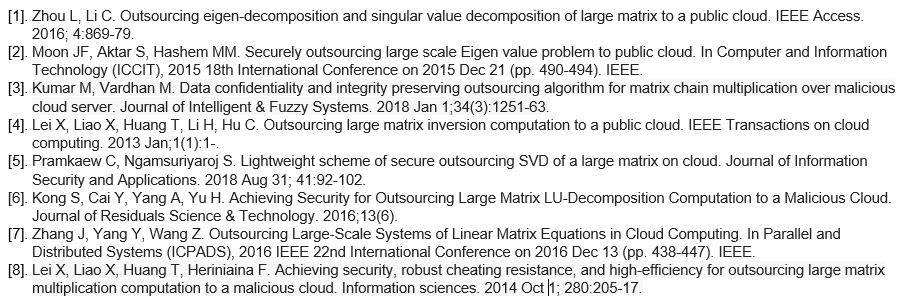 [1]. Zhou L, Li C. Outsourcing eigen-decomposition and singular value decomposition of large matrix to a public cloud. IEEE Access.
2016; 4:869-79.
[2]. Moon JF, Aktar S, Hashem MM. Securely outsourcing large scale Eigen value problem to public cloud. In Computer and Information
Technology (ICCIT), 2015 18th International Conference on 2015 Dec 21 (pp. 490-494). IEEE.
[3]. Kumar M, Vardhan M. Data confidentiality and integrity preserving outsourcing algorithm for matrix chain multiplication over malicious
cloud server. Journal of Intelligent & Fuzzy Systems. 2018 Jan 1;34(3):1251-63.
[4]. Lei X, Liao X, Huang T, Li H, Hu C. Outsourcing large matrix inversion computation to a public cloud. IEEE Transactions on cloud
computing. 2013 Jan;1(1):1-.
[5]. Pramkaew C, Ngamsuriyaroj S. Lightweight scheme of secure outsourcing SVD of a large matrix on cloud. Journal of Information
Security and Applications. 2018 Aug 31; 41:92-102.
[6]. Kong S, Cai Y, Yang A, Yu H. Achieving Security for Outsourcing Large Matrix LU-Decomposition Computation to a Malicious Cloud.
Journal of Residuals Science & Technology. 2016;13(6).
[7]. Zhang J, Yang Y, Wang Z. Outsourcing Large-Scale Systems of Linear Matrix Equations in Cloud Computing. In Parallel and
Distributed Systems (ICPADS), 2016 IEEE 22nd International Conference on 2016 Dec 13 (pp. 438-447). IEEE.
[8]. Lei X, Liao X, Huang T, Heriniaina F. Achieving security, robust cheating resistance, and high-efficiency for outsourcing large matrix
multiplication computation to a malicious cloud. Information sciences. 2014 Oct 1; 280:205-17.